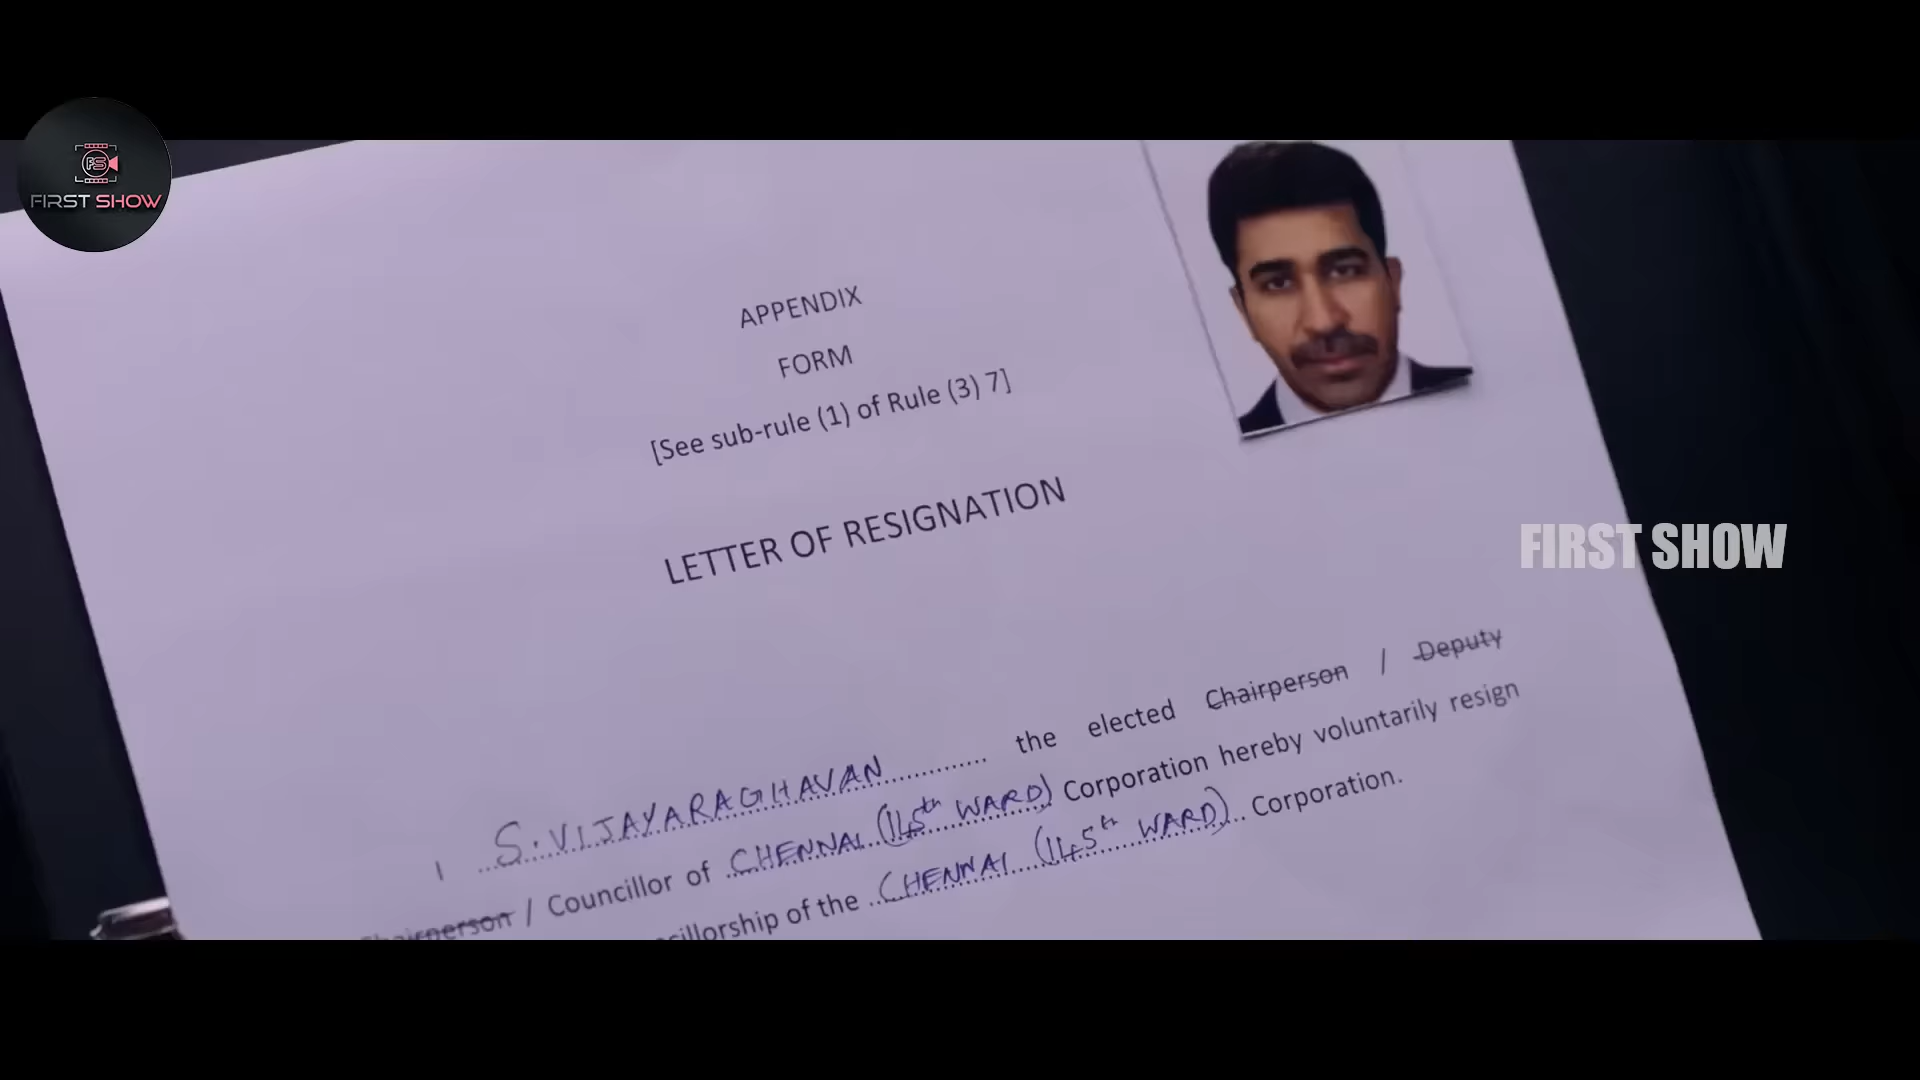 FIRST SHOW
APPENDIX
FORM
[See sub-rule (1) of Rule (3) 7]
LETTER OF RESIGNATION
FIRST SHOW
I S. VIJAYARAGHAVAN the elected Chairperson / Deputy
Chairperson / Councillor of CHENNAI (145th WARD) Corporation hereby voluntarily resign
of the CHENNAI (145th WARD) Corporation.